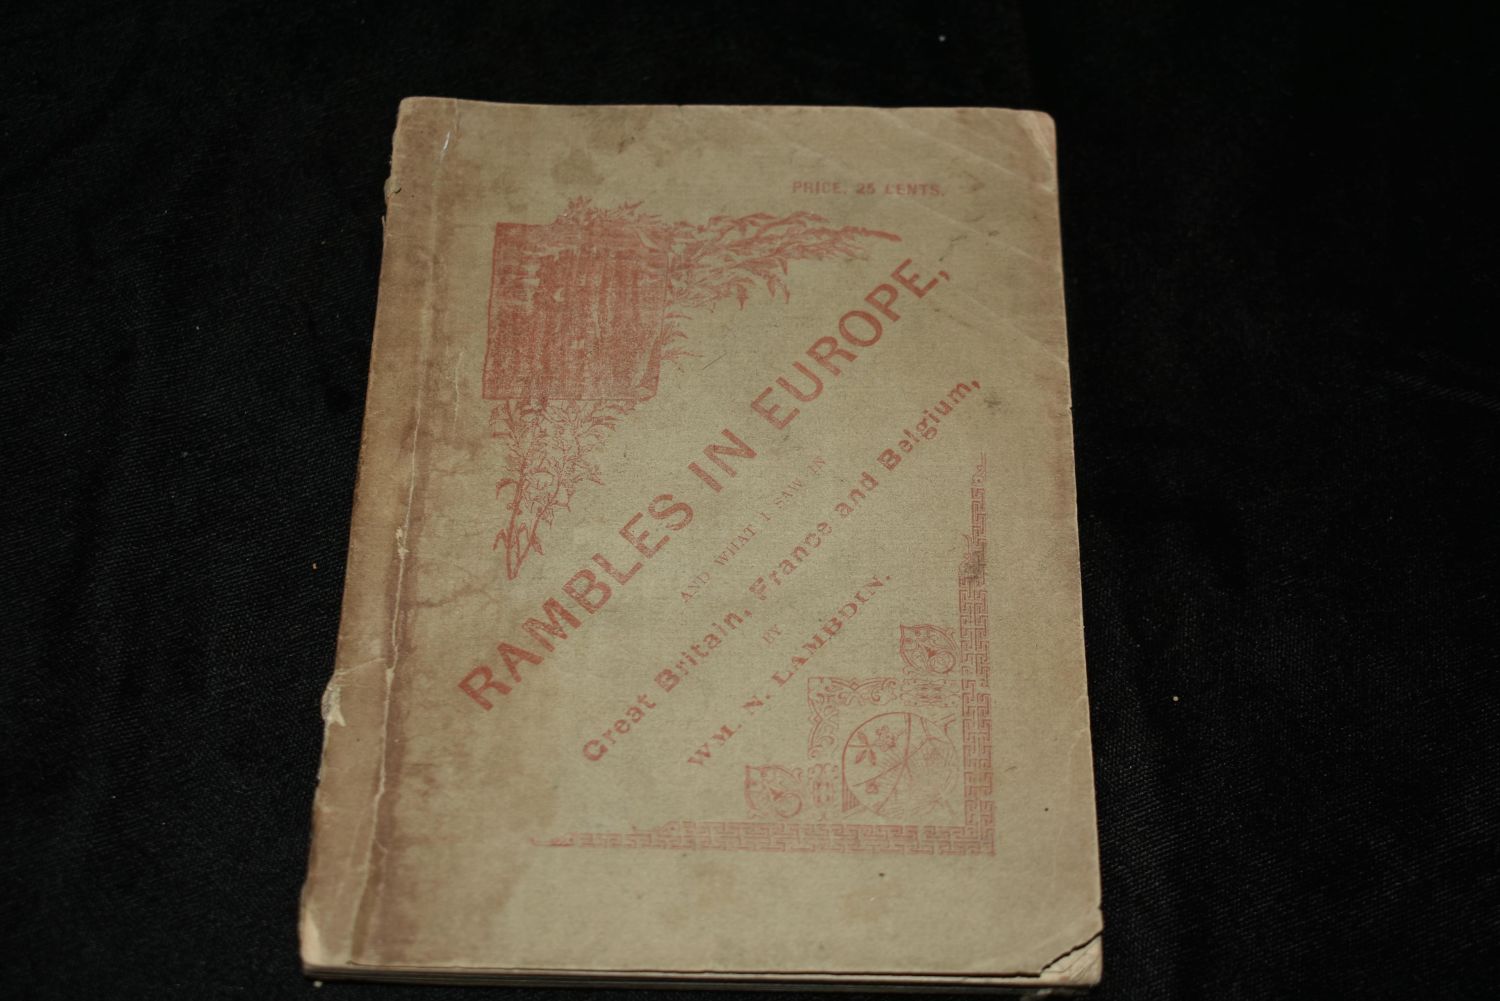 PRICE, 25 CENTS.
RAMBLES IN EUROPE,
AND WHAT I SAW IN
Great Britain, France and Belgium,
BY
WM. N. LAMBDIN.